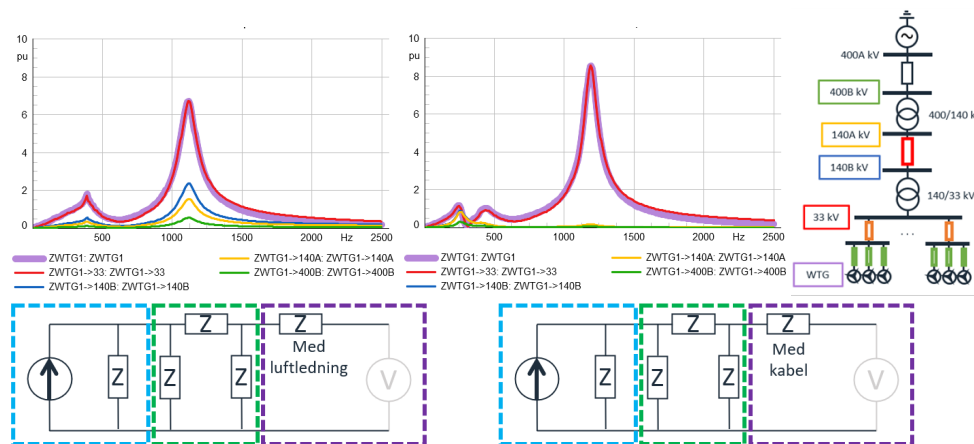 10
pu
8
6
4
2
0
500
1000
Hz
1500
2000
2500
ZWTG1: ZWTG1
ZWTG1->33: ZWTG1->33
ZWTG1->140B: ZWTG1->140B
ZWTG1->140A: ZWTG1->140A
ZWTG1->400B: ZWTG1->400B
10
pu
8
6
4
2
0
500
1000
Hz
1500
2000
2500
ZWTG1: ZWTG1
ZWTG1->33: ZWTG1->33
ZWTG1->140B: ZWTG1->140B
ZWTG1->140A: ZWTG1->140A
ZWTG1->400B: ZWTG1->400B
400A kV
400B kV
400/140 k
140A kV
140B kV
140/33 kV
33 kV
...
WTG
Z
Z
Z
Z
Z
Med
luftledning
V
Z
Z
Z
Z
Z
Med
kabel
V